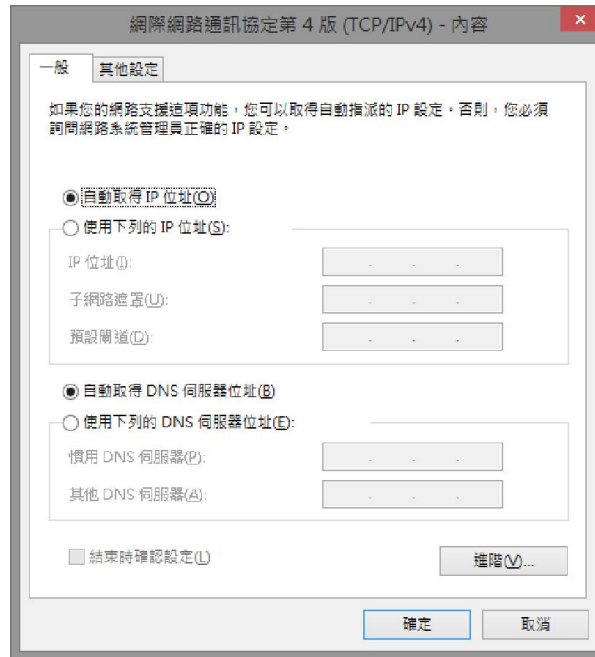 網際網路通訊協定第 4 版 (TCP/IPv4) - 內容
一般 其他設定
如果您的網路支援這項功能，您可以取得自動指派的 IP 設定。否則，您必須
詢問網路系統管理員正確的 IP 設定。
自動取得 IP 位址(O)
使用下列的 IP 位址(S):
IP 位址(I):
子網路遮罩(U):
預設閘道(D):
自動取得 DNS 伺服器位址(B)
使用下列的 DNS 伺服器位址(E):
慣用 DNS 伺服器(P):
其他 DNS 伺服器(A):
結束時確認設定(L)
進階(V)...
確定 取消